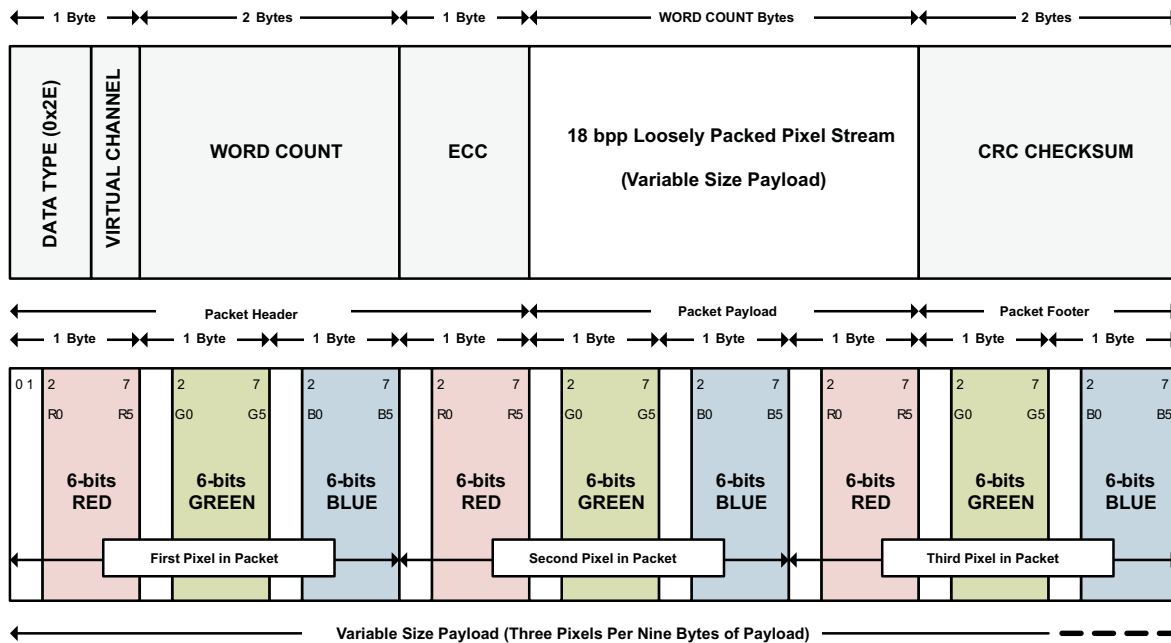 1 Byte 2 Bytes 1 Byte WORD COUNT Bytes 2 Bytes
DATA TYPE (0x2E)
VIRTUAL CHANNEL
WORD COUNT
ECC
18 bpp Loosely Packed Pixel Stream
(Variable Size Payload)
CRC CHECKSUM
Packet Header Packet Payload Packet Footer
1 Byte 1 Byte 1 Byte 1 Byte 1 Byte 1 Byte 1 Byte 1 Byte 1 Byte
0 1 2 7 2 7 2 7 2 7 2 7 2 7 2 7 2 7 2 7
R0 R5 G0 G5 B0 B5 R0 R5 G0 G5 B0 B5 R0 R5 G0 G5 B0 B5
6-bits 6-bits 6-bits 6-bits 6-bits 6-bits 6-bits 6-bits 6-bits
RED GREEN BLUE RED GREEN BLUE RED GREEN BLUE
First Pixel in Packet Second Pixel in Packet Third Pixel in Packet
Variable Size Payload (Three Pixels Per Nine Bytes of Payload)